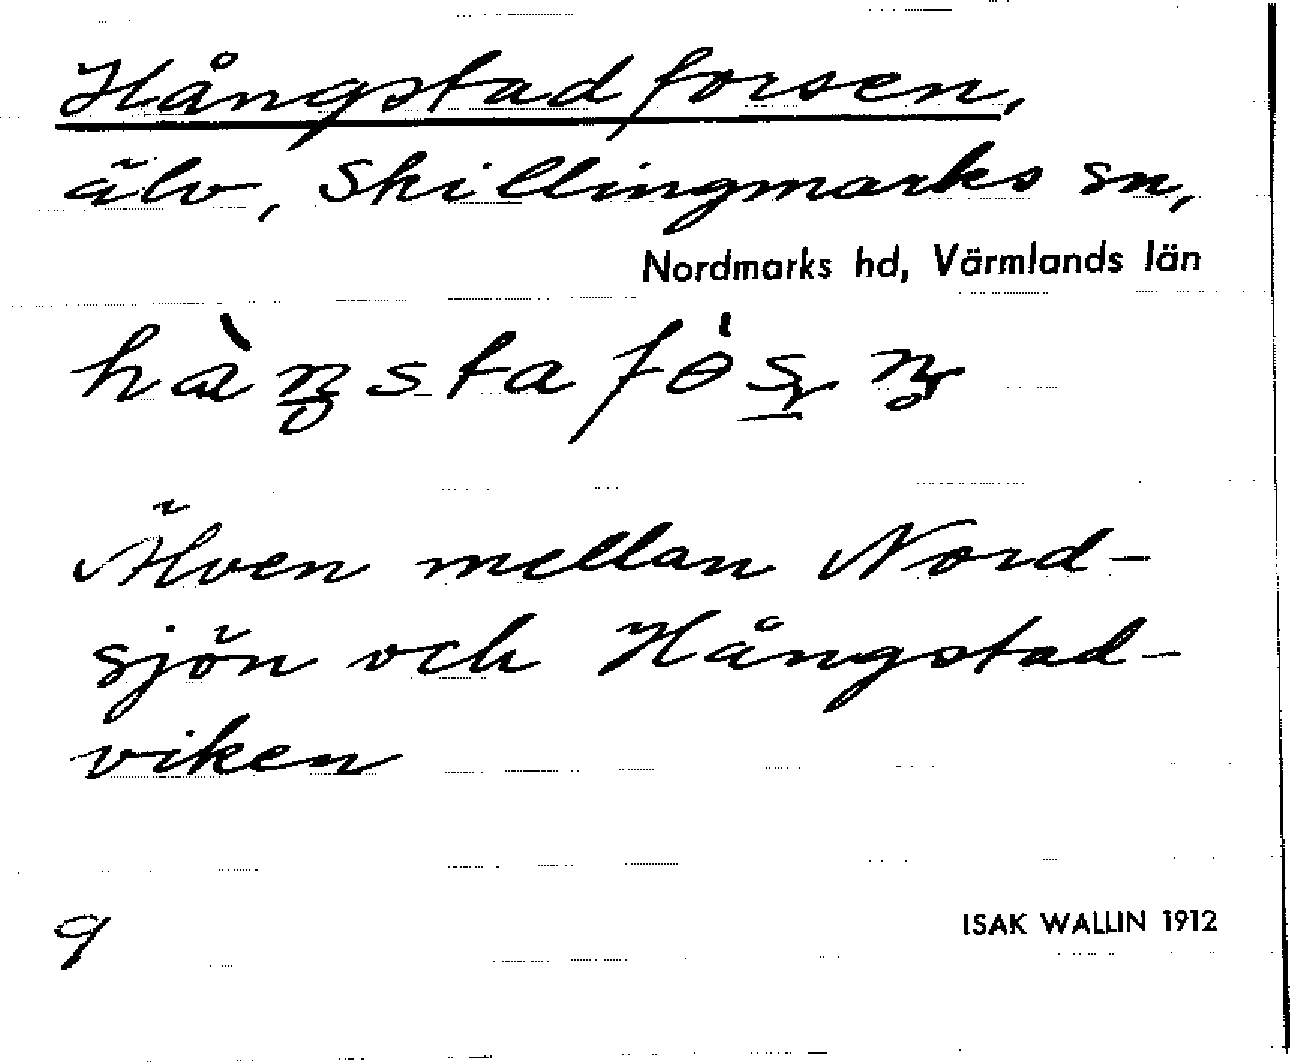 Hångstadforsen,
älv, Skillingmarks sn,
Nordmarks hd, Värmlands län
Älven mellan Nord-
sjön och Hångstad-
viken
9
ISAK WALLIN 1912